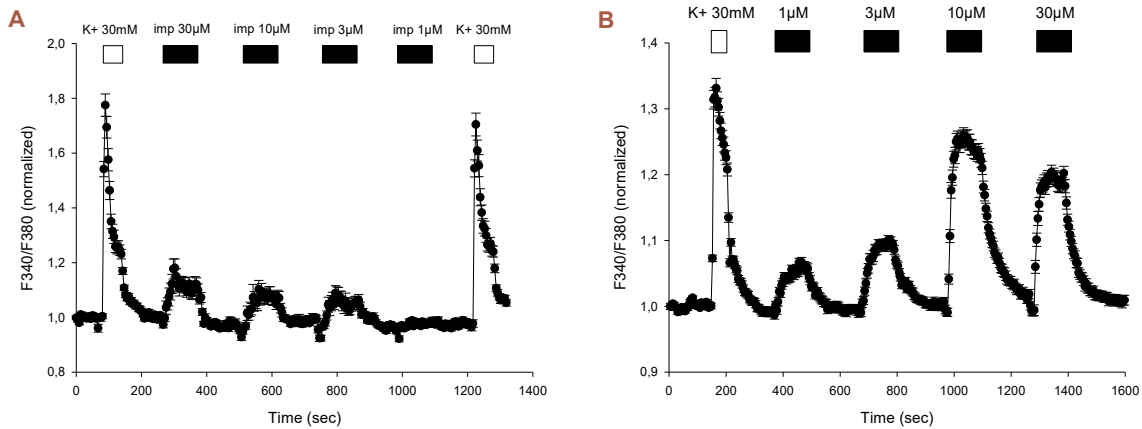 A
K+ 30mM imp 30µM imp 10µM imp 3µM imp 1µM K+ 30mM
2,0
1,8
1,6
1,4
1,2
1,0
0,8
F340/F380 (normalized)
0 200 400 600 800 1000 1200 1400
Time (sec)
B
K+ 30mM 1µM 3µM 10µM 30µM
1,4
1,3
1,2
1,1
1,0
0,9
F340/F380 (normalized)
0 200 400 600 800 1000 1200 1400 1600
Time (sec)